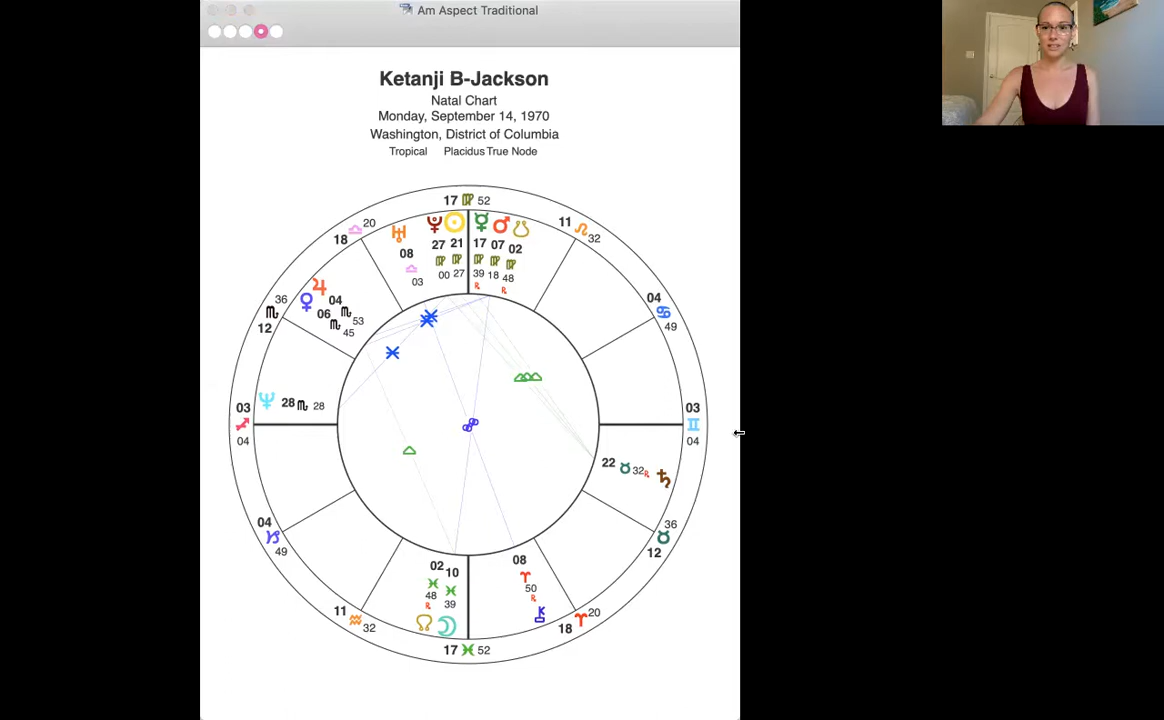 Am Aspect Traditional
Ketanji B-Jackson
Natal Chart
Monday, September 14, 1970
Washington, District of Columbia
Tropical Placidus True Node
17 ♍ 52
18 ♎ 20
11 ♌ 32
♅ ♇ ☉ ☿ ♂ ☋
08 ♎ 03
27 ♍ 00
21 ♍ 27
17 ♍ 39 ℞
07 ♍ 18
02 ♍ 48 ℞
♀ ♃
04 ♏ 53
06 ♏ 45
12 ♏ 36
04 ♋ 49
♆ 28 ♏ 28
03 ♐ 04
03 ♊ 04
22 ♉ 32 ℞ ♄
04 ♑ 49
12 ♉ 36
02 ♓ 48 ℞ ☊
10 ♓ 39 ☽
08 ♈ 50 ℞ ⚷
11 ♒ 32
18 ♈ 20
17 ♓ 52